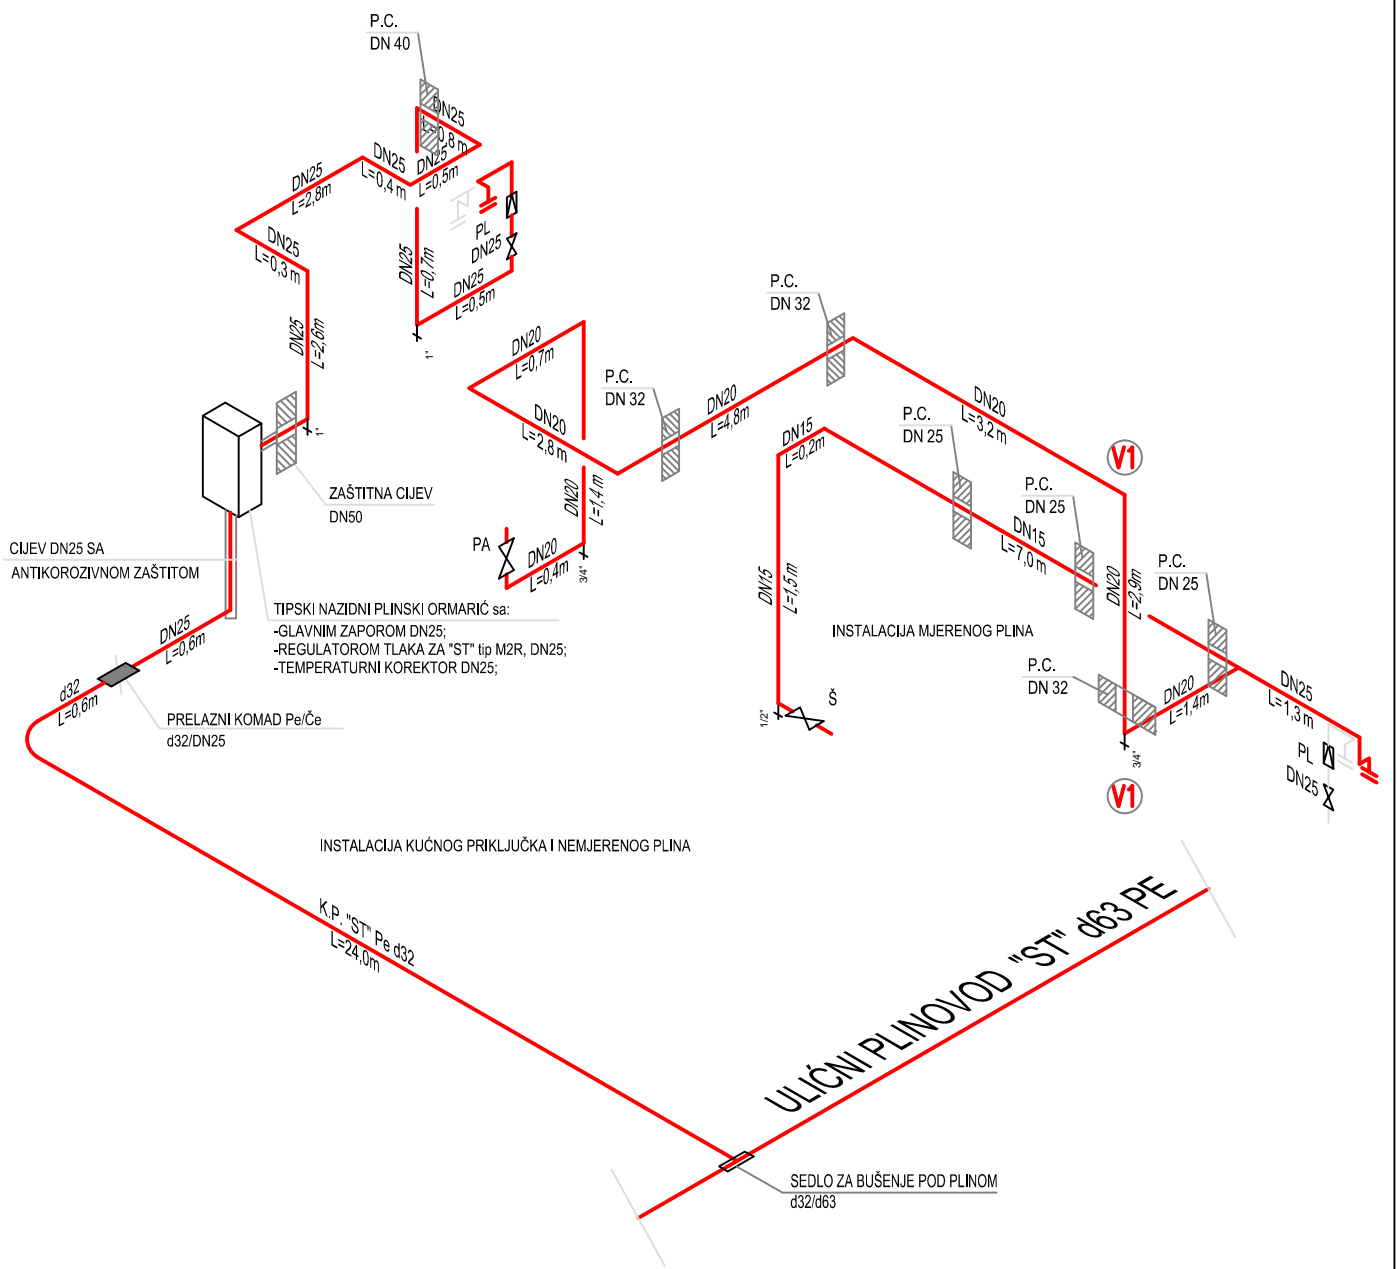 P.C.
DN 40
DN25
L=0,8 m
DN25
L=0,5m
DN25
L=0,4 m
DN25
L=2,8m
DN25
L=0,3 m
DN25
L=2,6m
1"
DN25
L=0,7m
1"
DN25
L=0,5m
PL
DN25
ZAŠTITNA CIJEV
DN50
CIJEV DN25 SA
ANTIKOROZIVNOM ZAŠTITOM
TIPSKI NAZIDNI PLINSKI ORMARIĆ sa:
-GLAVNIM ZAPOROM DN25;
-REGULATOROM TLAKA ZA "ST" tip M2R, DN25;
-TEMPERATURNI KOREKTOR DN25;
DN25
L=0,6m
d32
L=0,6m
PRELAZNI KOMAD Pe/Če
d32/DN25
DN20
L=0,7m
DN20
L=2,8 m
DN20
L=1,4 m
3/4"
DN20
L=0,4m
PA
P.C.
DN 32
DN20
L=4,8m
P.C.
DN 32
DN20
L=3,2 m
V1
DN15
L=0,2m
P.C.
DN 25
P.C.
DN 25
DN15
L=7,0 m
DN15
L=1,5 m
1/2"
Š
INSTALACIJA MJERENOG PLINA
DN20
L=2,9m
P.C.
DN 25
P.C.
DN 32
DN20
L=1,4m
3/4"
DN25
L=1,3 m
PL
DN25
V1
INSTALACIJA KUĆNOG PRIKLJUČKA I NEMJERENOG PLINA
K.P. "ST" Pe d32
L=24,0m
ULIĆNI PLINOVOD "ST" d63 PE
SEDLO ZA BUŠENJE POD PLINOM
d32/d63